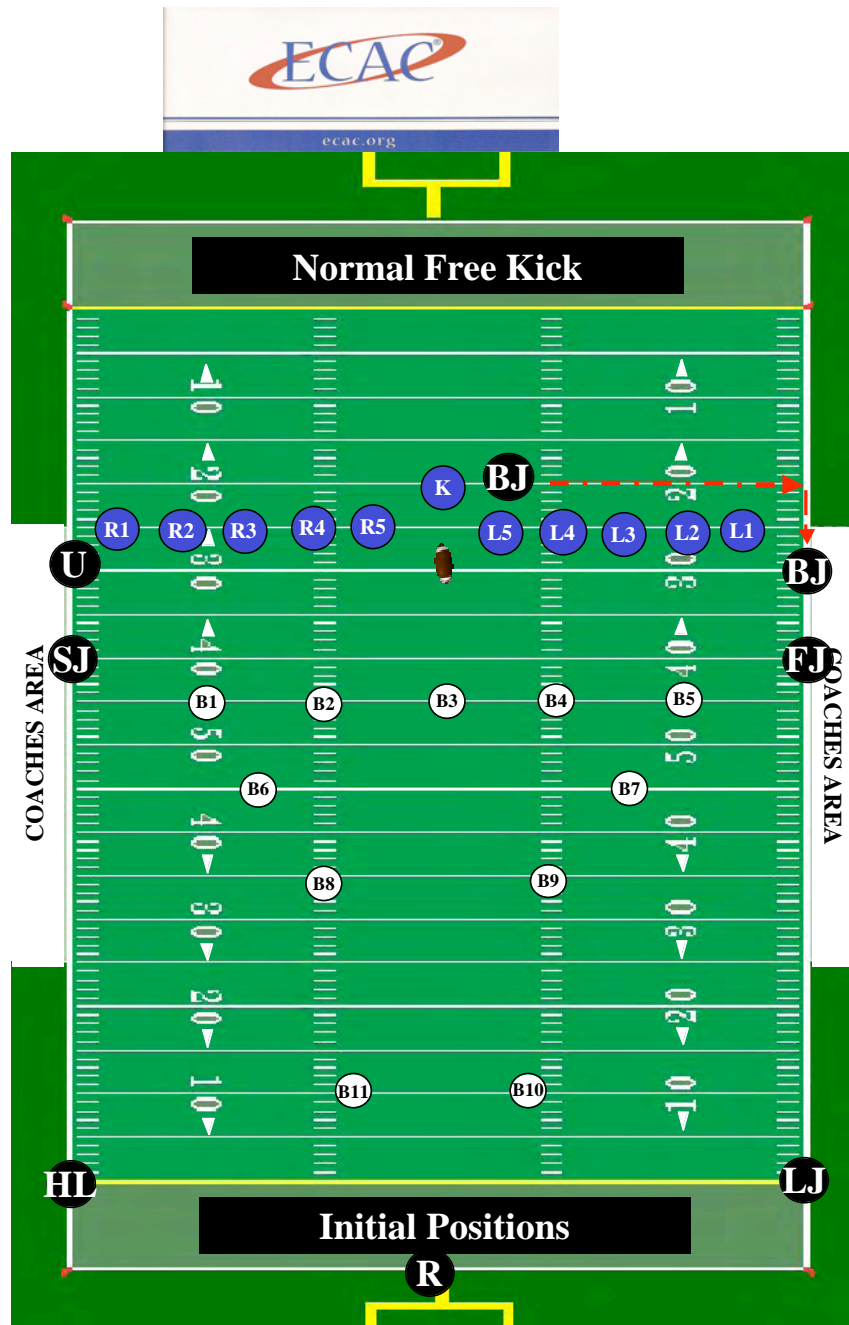 ECAC®
ecac.org
Normal Free Kick
10 10
20 20
K BJ
R1 R2 R3 R4 R5 L5 L4 L3 L2 L1
U 30 30 BJ
SJ 40 40 FJ
COACHES AREA
COACHES AREA
B1 B2 B3 B4 B5
50 50
B6 B7
40 40
B8 B9
30 30
20 20
B11 B10
10 10
HL LJ
Initial Positions
R